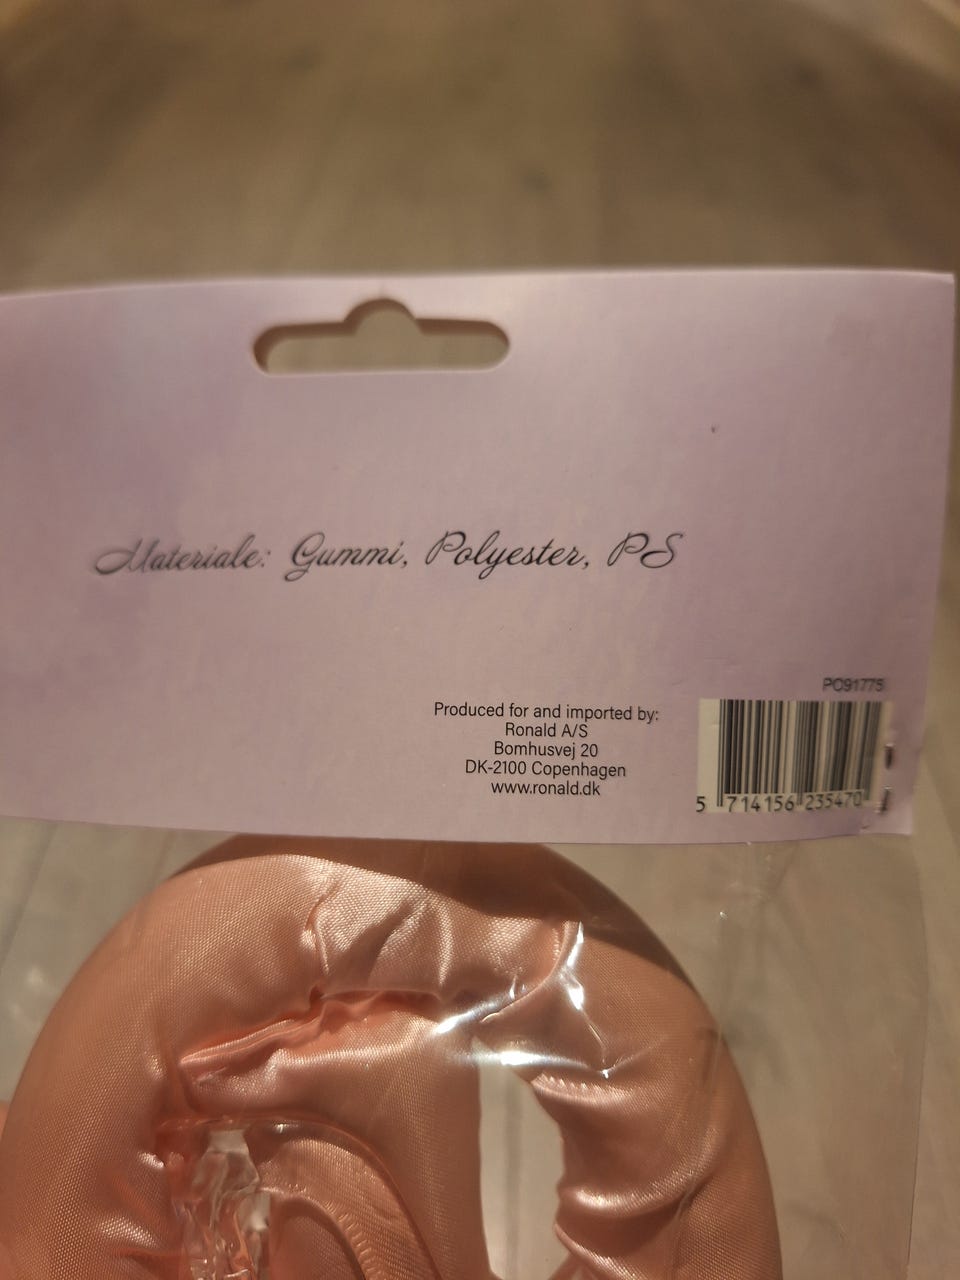 Materiale: Gummi, Polyester, PS
Produced for and imported by:
Ronald A/S
Bomhusvej 20
DK-2100 Copenhagen
www.ronald.dk
PC91775
5 714156 235470